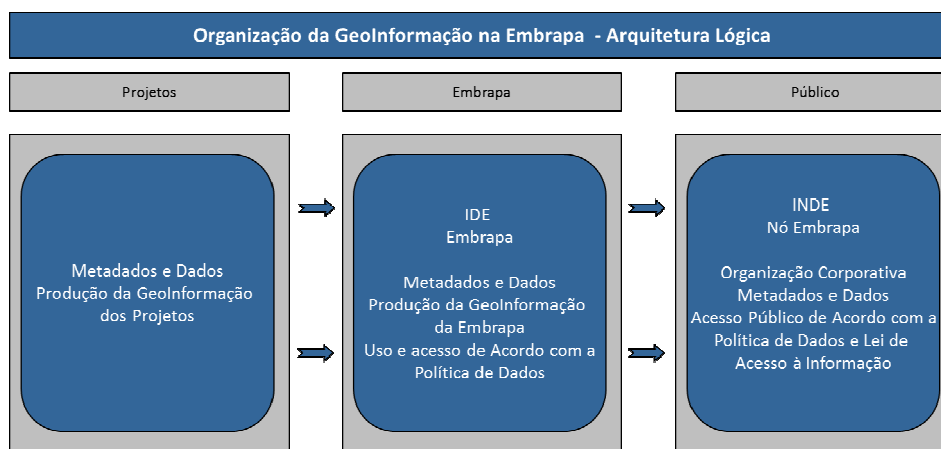 Organização da GeoInformação na Embrapa - Arquitetura Lógica
Projetos
Embrapa
Público
Metadados e Dados
Produção da GeoInformação
dos Projetos
IDE
Embrapa
Metadados e Dados
Produção da GeoInformação
da Embrapa
Uso e acesso de Acordo com a
Política de Dados
INDE
Nó Embrapa
Organização Corporativa
Metadados e Dados
Acesso Público de Acordo com a
Política de Dados e Lei de
Acesso à Informação